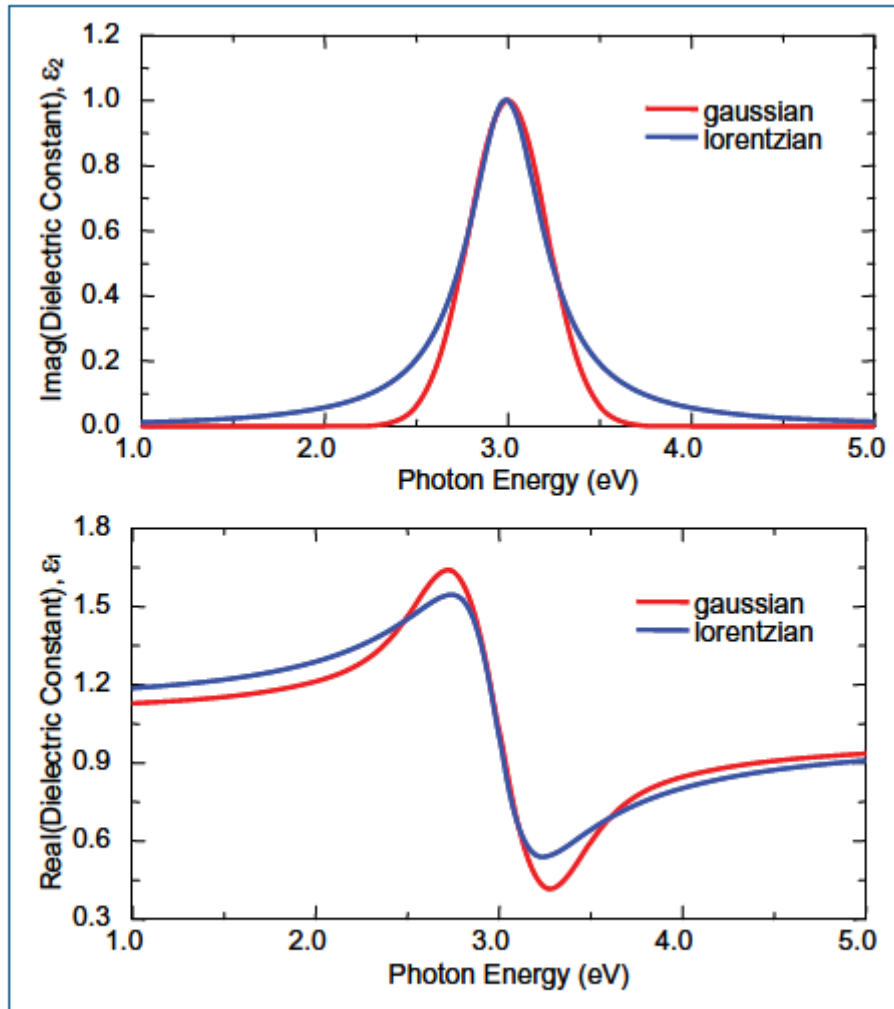 1.2
1.0
0.8
0.6
0.4
0.2
0.0
Imag(Dielectric Constant), ε2
gaussian
lorentzian
1.0 2.0 3.0 4.0 5.0
Photon Energy (eV)
1.8
1.5
1.2
0.9
0.6
0.3
Real(Dielectric Constant), ε1
gaussian
lorentzian
1.0 2.0 3.0 4.0 5.0
Photon Energy (eV)